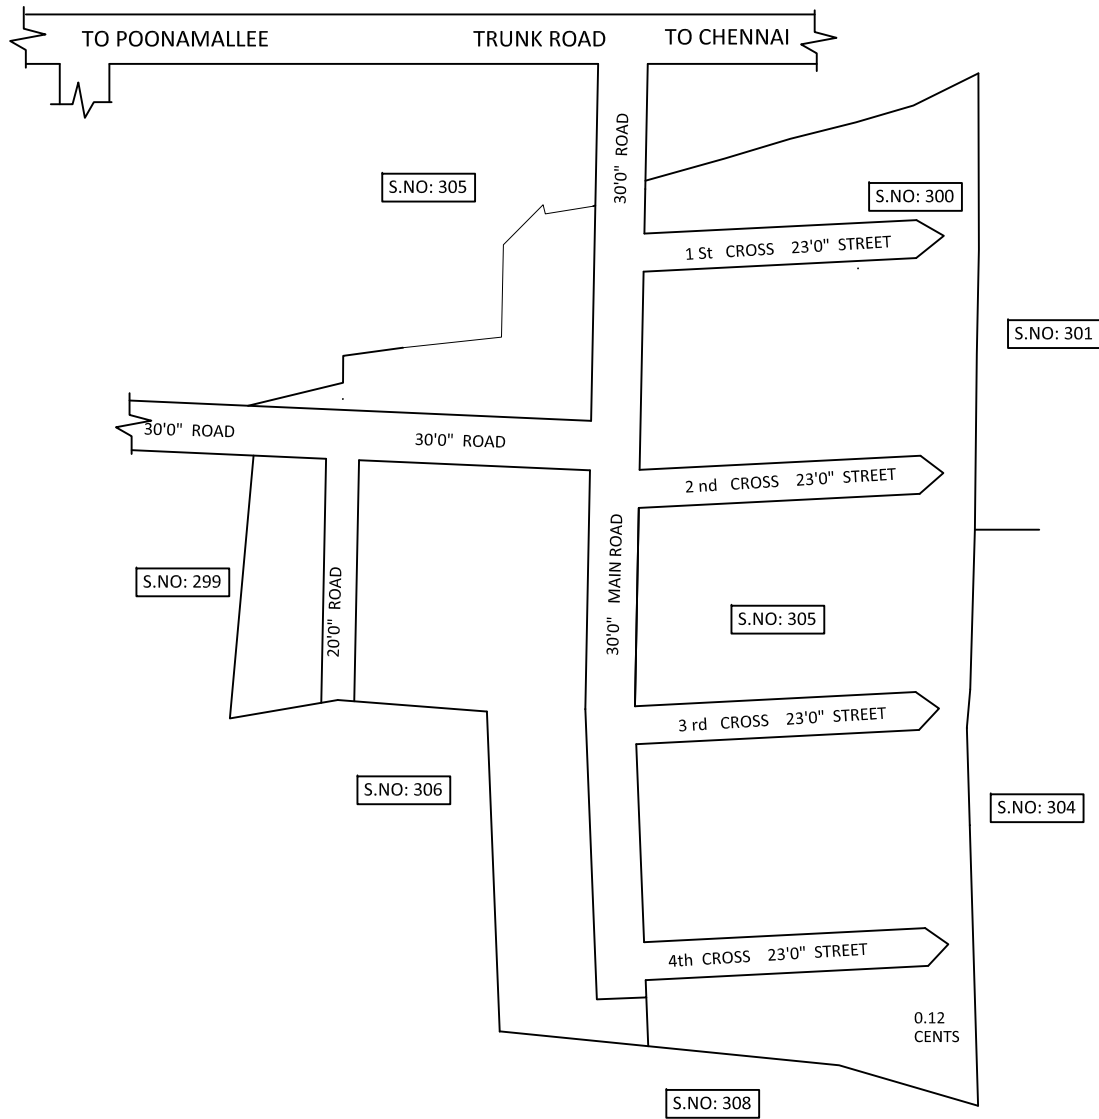 TO POONAMALLEE TRUNK ROAD TO CHENNAI
30'0" ROAD
S.NO: 305
S.NO: 300
1 St CROSS 23'0" STREET
S.NO: 301
30'0" ROAD
30'0" ROAD
2 nd CROSS 23'0" STREET
S.NO: 299
20'0" ROAD
30'0" MAIN ROAD
S.NO: 305
3 rd CROSS 23'0" STREET
S.NO: 306
S.NO: 304
4th CROSS 23'0" STREET
0.12
CENTS
S.NO: 308